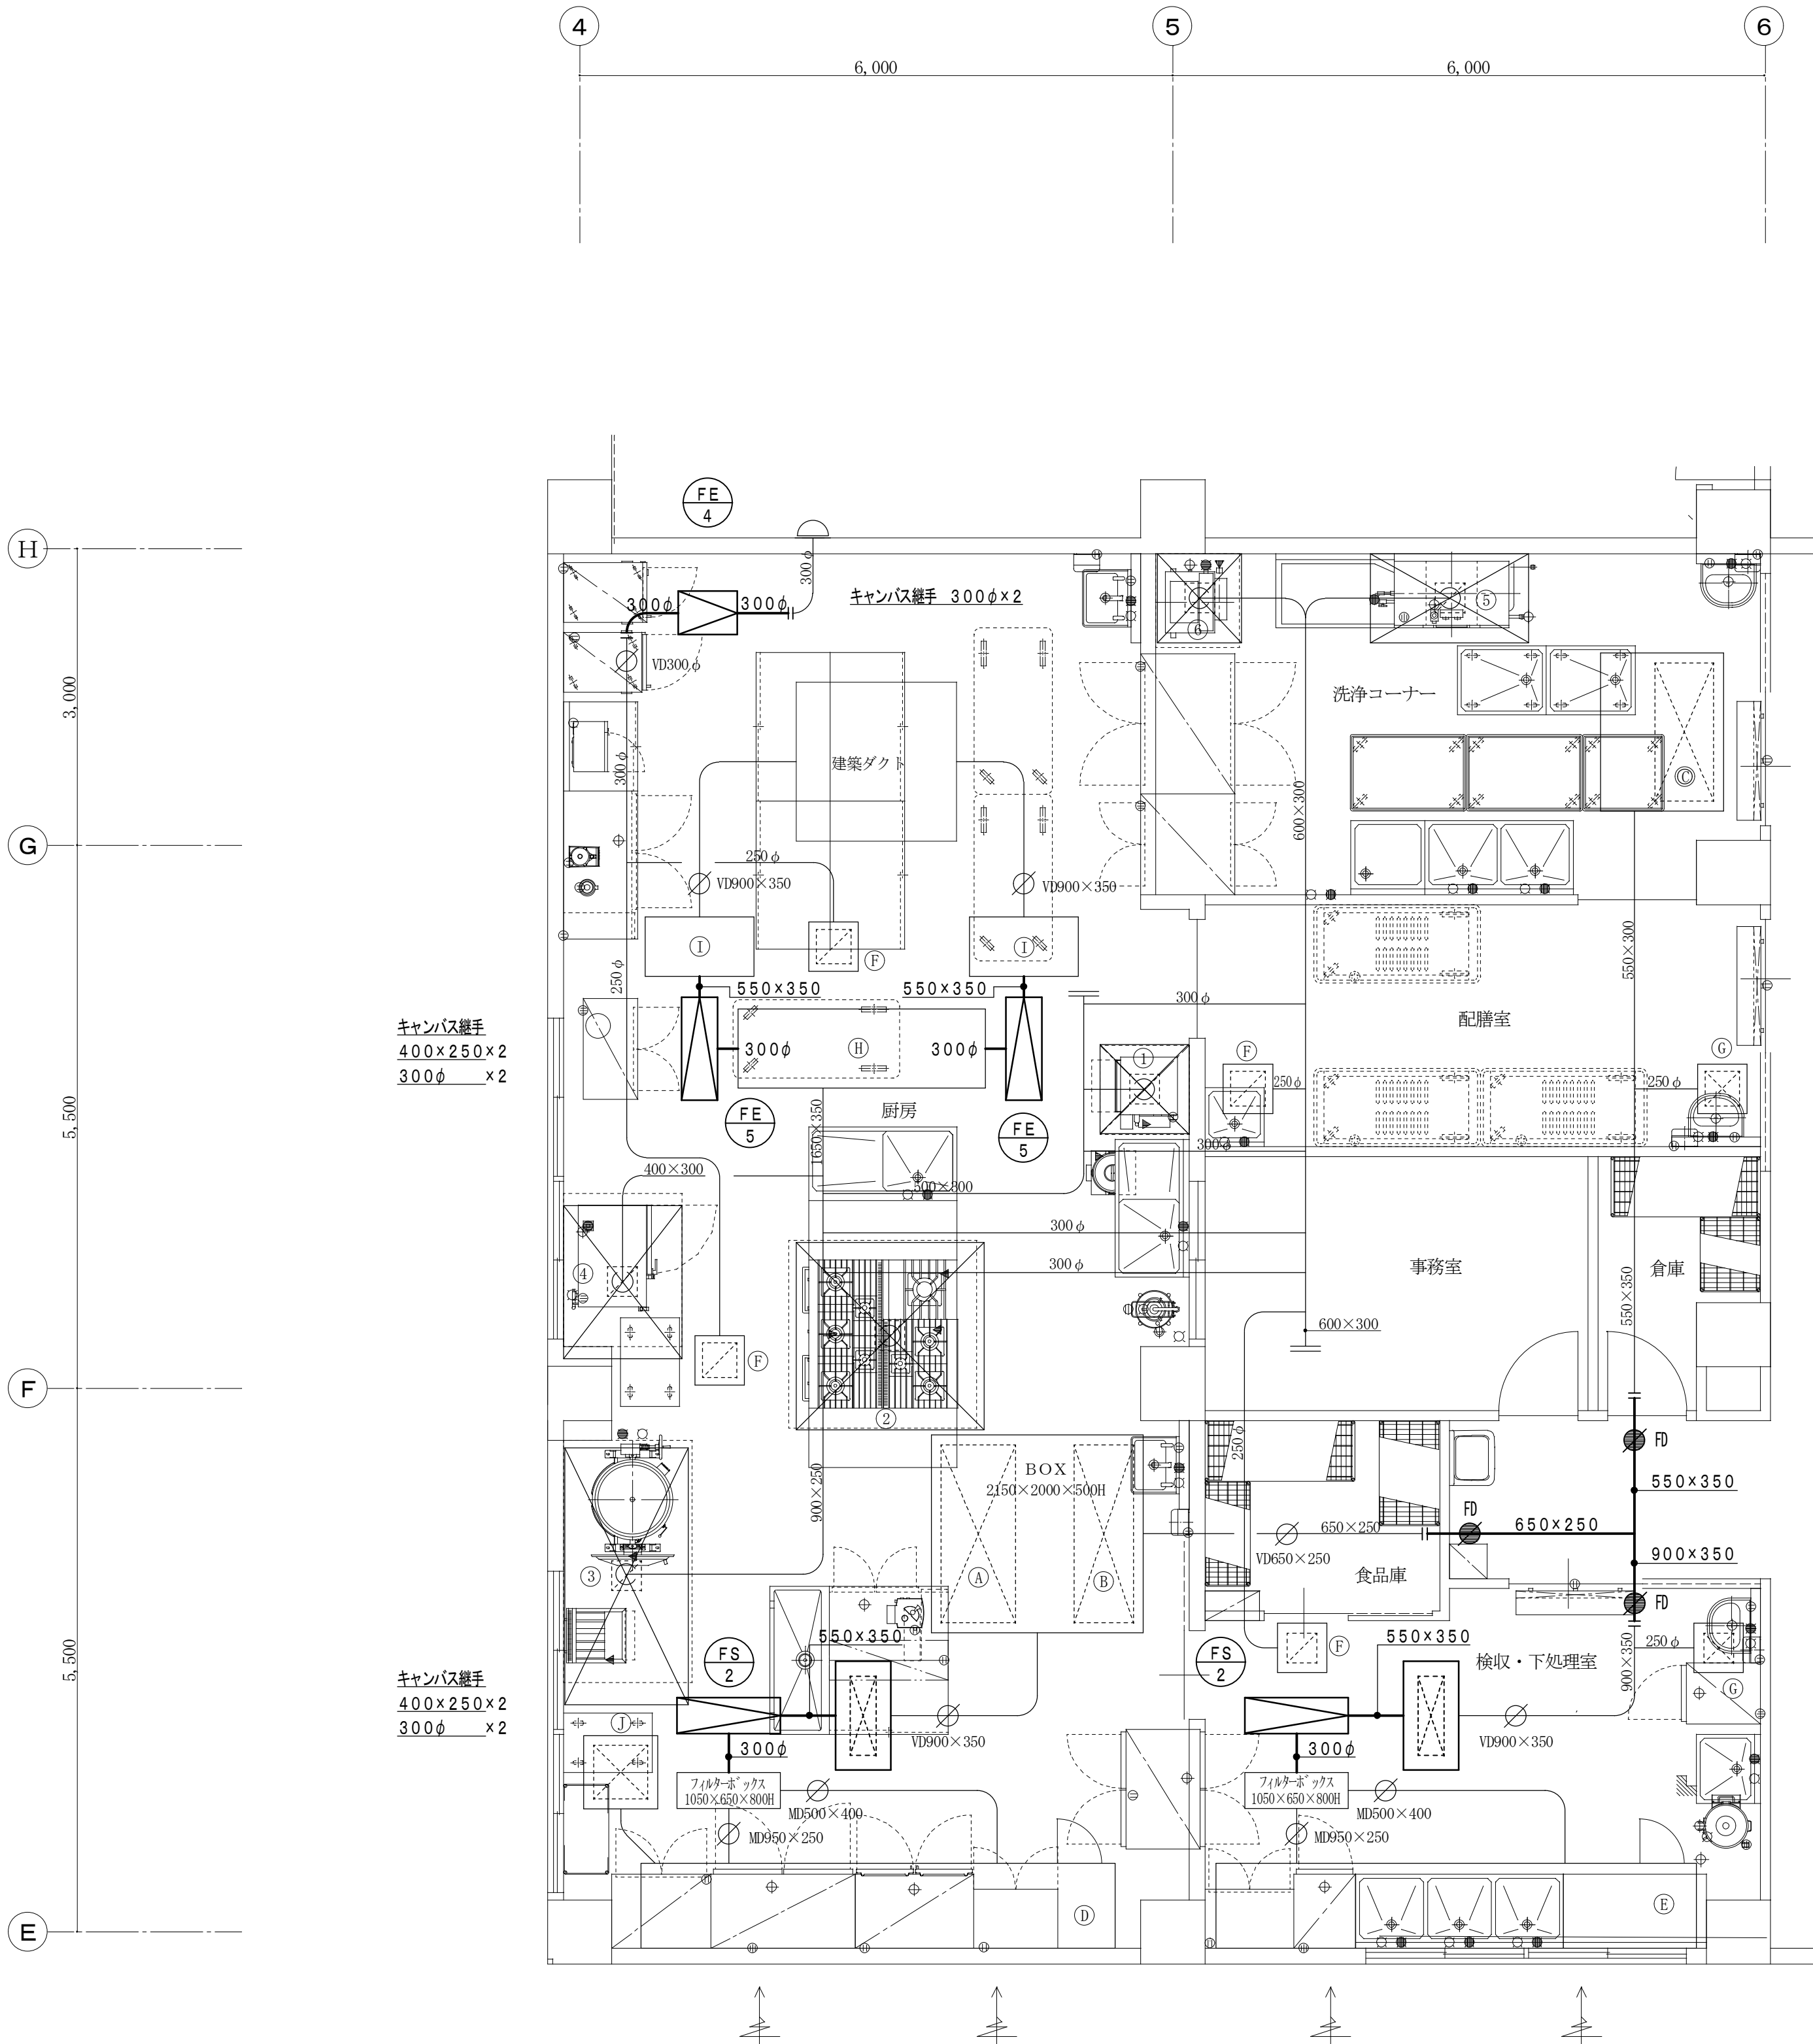 4
5
6
6,000
6,000
H
G
F
E
3,000
5,500
5,500
FE
4
300φ
300φ
300φ
キャンバス継手 300φ×2
VD300φ
300φ
建築ダクト
250φ
VD900×350
VD900×350
I
I
F
250φ
550×350
550×350
キャンバス継手
400×250×2
300φ ×2
300φ
H
300φ
FE
5
FE
5
厨房
1650×350
400×300
500×300
6
5
洗浄コーナー
C
600×300
550×300
300φ
配膳室
1
F
250φ
G
250φ
300φ
300φ
300φ
事務室
倉庫
550×350
600×300
4
F
2
3
900×250
BOX
2150×2000×500H
A
B
250φ
650×250
VD650×250
食品庫
FD
FD
FD
650×250
550×350
900×350
キャンバス継手
400×250×2
300φ ×2
FS
2
550×350
FS
2
F
550×350
検収・下処理室
250φ
900×350
G
J
VD900×350
VD900×350
300φ
300φ
フィルターボックス
1050×650×800H
フィルターボックス
1050×650×800H
MD500×400
MD500×400
MD950×250
MD950×250
D
E